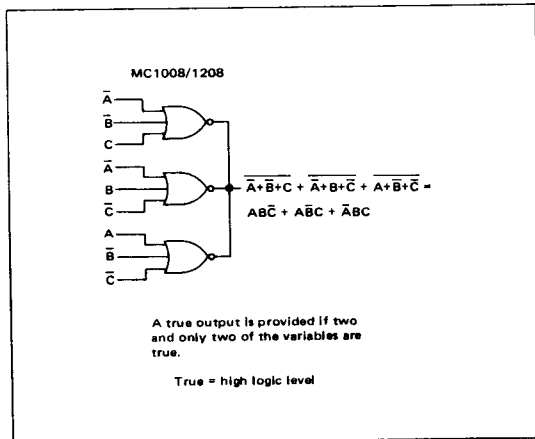 MC1008/1208
A̅
B̅
C
A̅
B
C̅
A
B̅
C̅
A̅+B̅+C + A̅+B+C̅ + A+B̅+C̅ =
ABC̅ + AB̅C + A̅BC
A true output is provided if two
and only two of the variables are
true.
True = high logic level